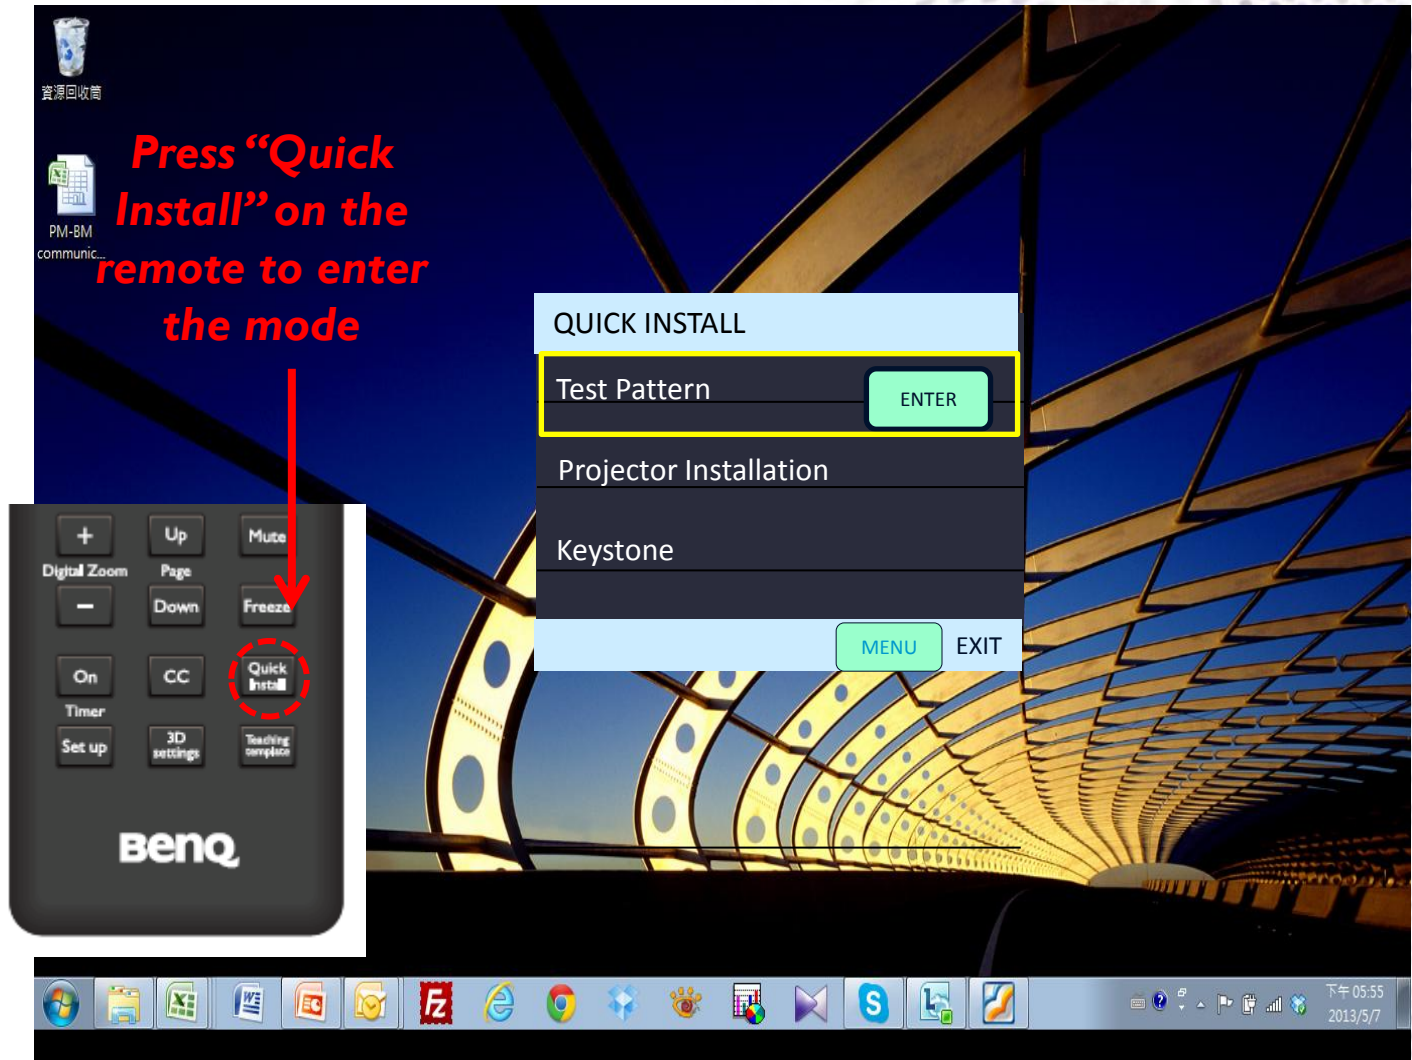 資源回收筒
PM-BM
communic...
Press “Quick
Install” on the
remote to enter
the mode
QUICK INSTALL
Test Pattern
ENTER
Projector Installation
Keystone
MENU EXIT
+ Up Mute
Digital Zoom Page
− Down Freeze
On CC Quick Install
Timer
Set up 3D settings Teaching template
BenQ
下午 05:55
2013/5/7